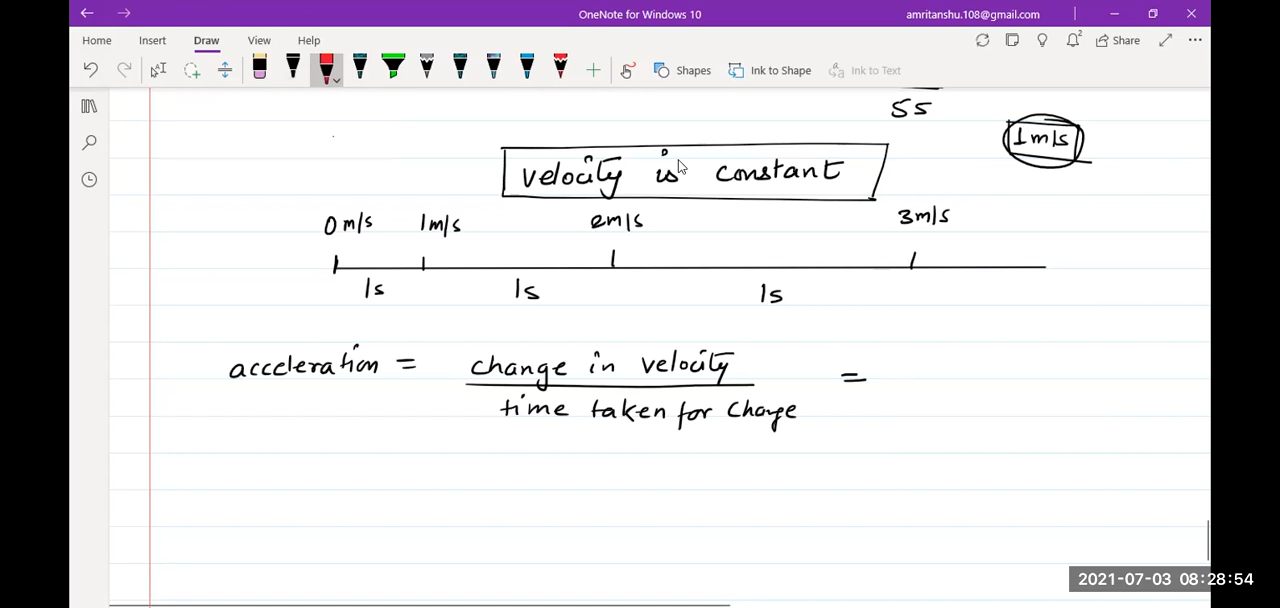 OneNote for Windows 10
amritanshu.108@gmail.com
Home Insert Draw View Help
2
Share
Shapes
Ink to Shape
Ink to Text
5s
1m/s
velocity is constant
0m/s 1m/s 2m/s 3m/s
1s 1s 1s
acceleration = change in velocity =
time taken for change
2021-07-03 08:28:54